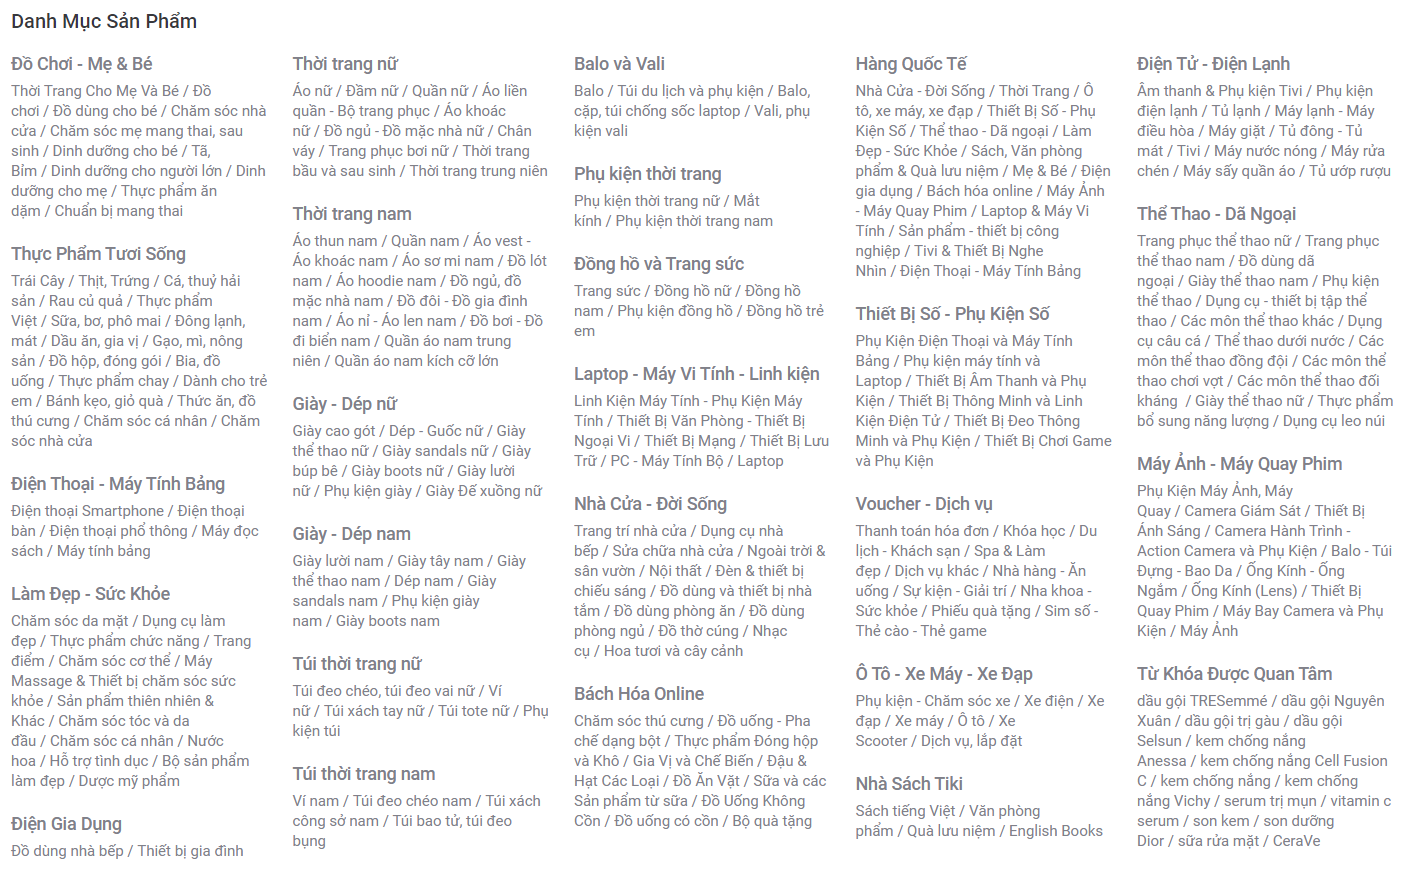 Danh Mục Sản Phẩm
Đồ Chơi - Mẹ & Bé
Thời Trang Cho Mẹ Và Bé / Đồ
chơi / Đồ dùng cho bé / Chăm sóc nhà
cửa / Chăm sóc mẹ mang thai, sau
sinh / Dinh dưỡng cho bé / Tã,
Bỉm / Dinh dưỡng cho người lớn / Dinh
dưỡng cho mẹ / Thực phẩm ăn
dặm / Chuẩn bị mang thai
Thực Phẩm Tươi Sống
Trái Cây / Thịt, Trứng / Cá, thuỷ hải
sản / Rau củ quả / Thực phẩm
Việt / Sữa, bơ, phô mai / Đông lạnh,
mát / Dầu ăn, gia vị / Gạo, mì, nông
sản / Đồ hộp, đóng gói / Bia, đồ
uống / Thực phẩm chay / Dành cho trẻ
em / Bánh kẹo, giỏ quà / Thức ăn, đồ
thú cưng / Chăm sóc cá nhân / Chăm
sóc nhà cửa
Điện Thoại - Máy Tính Bảng
Điện thoại Smartphone / Điện thoại
bàn / Điện thoại phổ thông / Máy đọc
sách / Máy tính bảng
Làm Đẹp - Sức Khỏe
Chăm sóc da mặt / Dụng cụ làm
đẹp / Thực phẩm chức năng / Trang
điểm / Chăm sóc cơ thể / Máy
Massage & Thiết bị chăm sóc sức
khỏe / Sản phẩm thiên nhiên &
Khác / Chăm sóc tóc và da
đầu / Chăm sóc cá nhân / Nước
hoa / Hỗ trợ tình dục / Bộ sản phẩm
làm đẹp / Dược mỹ phẩm
Điện Gia Dụng
Đồ dùng nhà bếp / Thiết bị gia đình
Thời trang nữ
Áo nữ / Đầm nữ / Quần nữ / Áo liền
quần - Bộ trang phục / Áo khoác
nữ / Đồ ngủ - Đồ mặc nhà nữ / Chân
váy / Trang phục bơi nữ / Thời trang
bầu và sau sinh / Thời trang trung niên
Thời trang nam
Áo thun nam / Quần nam / Áo vest -
Áo khoác nam / Áo sơ mi nam / Đồ lót
nam / Áo hoodie nam / Đồ ngủ, đồ
mặc nhà nam / Đồ đôi - Đồ gia đình
nam / Áo nỉ - Áo len nam / Đồ bơi - Đồ
đi biển nam / Quần áo nam trung
niên / Quần áo nam kích cỡ lớn
Giày - Dép nữ
Giày cao gót / Dép - Guốc nữ / Giày
thể thao nữ / Giày sandals nữ / Giày
búp bê / Giày boots nữ / Giày lười
nữ / Phụ kiện giày / Giày Đế xuồng nữ
Giày - Dép nam
Giày lười nam / Giày tây nam / Giày
thể thao nam / Dép nam / Giày
sandals nam / Phụ kiện giày
nam / Giày boots nam
Túi thời trang nữ
Túi đeo chéo, túi đeo vai nữ / Ví
nữ / Túi xách tay nữ / Túi tote nữ / Phụ
kiện túi
Túi thời trang nam
Ví nam / Túi đeo chéo nam / Túi xách
công sở nam / Túi bao tử, túi đeo
bụng
Balo và Vali
Balo / Túi du lịch và phụ kiện / Balo,
cặp, túi chống sốc laptop / Vali, phụ
kiện vali
Phụ kiện thời trang
Phụ kiện thời trang nữ / Mắt
kính / Phụ kiện thời trang nam
Đồng hồ và Trang sức
Trang sức / Đồng hồ nữ / Đồng hồ
nam / Phụ kiện đồng hồ / Đồng hồ trẻ
em
Laptop - Máy Vi Tính - Linh kiện
Linh Kiện Máy Tính - Phụ Kiện Máy
Tính / Thiết Bị Văn Phòng - Thiết Bị
Ngoại Vi / Thiết Bị Mạng / Thiết Bị Lưu
Trữ / PC - Máy Tính Bộ / Laptop
Nhà Cửa - Đời Sống
Trang trí nhà cửa / Dụng cụ nhà
bếp / Sửa chữa nhà cửa / Ngoài trời &
sân vườn / Nội thất / Đèn & thiết bị
chiếu sáng / Đồ dùng và thiết bị nhà
tắm / Đồ dùng phòng ăn / Đồ dùng
phòng ngủ / Đồ thờ cúng / Nhạc
cụ / Hoa tươi và cây cảnh
Bách Hóa Online
Chăm sóc thú cưng / Đồ uống - Pha
chế dạng bột / Thực phẩm Đóng hộp
và Khô / Gia Vị và Chế Biến / Đậu &
Hạt Các Loại / Đồ Ăn Vặt / Sữa và các
Sản phẩm từ sữa / Đồ Uống Không
Cồn / Đồ uống có cồn / Bộ quà tặng
Hàng Quốc Tế
Nhà Cửa - Đời Sống / Thời Trang / Ô
tô, xe máy, xe đạp / Thiết Bị Số - Phụ
Kiện Số / Thể thao - Dã ngoại / Làm
Đẹp - Sức Khỏe / Sách, Văn phòng
phẩm & Quà lưu niệm / Mẹ & Bé / Điện
gia dụng / Bách hóa online / Máy Ảnh
- Máy Quay Phim / Laptop & Máy Vi
Tính / Sản phẩm - thiết bị công
nghiệp / Tivi & Thiết Bị Nghe
Nhìn / Điện Thoại - Máy Tính Bảng
Thiết Bị Số - Phụ Kiện Số
Phụ Kiện Điện Thoại và Máy Tính
Bảng / Phụ kiện máy tính và
Laptop / Thiết Bị Âm Thanh và Phụ
Kiện / Thiết Bị Thông Minh và Linh
Kiện Điện Tử / Thiết Bị Đeo Thông
Minh và Phụ Kiện / Thiết Bị Chơi Game
và Phụ Kiện
Voucher - Dịch vụ
Thanh toán hóa đơn / Khóa học / Du
lịch - Khách sạn / Spa & Làm
đẹp / Dịch vụ khác / Nhà hàng - Ăn
uống / Sự kiện - Giải trí / Nha khoa -
Sức khỏe / Phiếu quà tặng / Sim số -
Thẻ cào - Thẻ game
Ô Tô - Xe Máy - Xe Đạp
Phụ kiện - Chăm sóc xe / Xe điện / Xe
đạp / Xe máy / Ô tô / Xe
Scooter / Dịch vụ, lắp đặt
Nhà Sách Tiki
Sách tiếng Việt / Văn phòng
phẩm / Quà lưu niệm / English Books
Điện Tử - Điện Lạnh
Âm thanh & Phụ kiện Tivi / Phụ kiện
điện lạnh / Tủ lạnh / Máy lạnh - Máy
điều hòa / Máy giặt / Tủ đông - Tủ
mát / Tivi / Máy nước nóng / Máy rửa
chén / Máy sấy quần áo / Tủ ướp rượu
Thể Thao - Dã Ngoại
Trang phục thể thao nữ / Trang phục
thể thao nam / Đồ dùng dã
ngoại / Giày thể thao nam / Phụ kiện
thể thao / Dụng cụ - thiết bị tập thể
thao / Các môn thể thao khác / Dụng
cụ câu cá / Thể thao dưới nước / Các
môn thể thao đồng đội / Các môn thể
thao chơi vợt / Các môn thể thao đối
kháng / Giày thể thao nữ / Thực phẩm
bổ sung năng lượng / Dụng cụ leo núi
Máy Ảnh - Máy Quay Phim
Phụ Kiện Máy Ảnh, Máy
Quay / Camera Giám Sát / Thiết Bị
Ánh Sáng / Camera Hành Trình -
Action Camera và Phụ Kiện / Balo - Túi
Đựng - Bao Da / Ống Kính - Ống
Ngắm / Ống Kính (Lens) / Thiết Bị
Quay Phim / Máy Bay Camera và Phụ
Kiện / Máy Ảnh
Từ Khóa Được Quan Tâm
dầu gội TRESemmé / dầu gội Nguyên
Xuân / dầu gội trị gàu / dầu gội
Selsun / kem chống nắng
Anessa / kem chống nắng Cell Fusion
C / kem chống nắng / kem chống
nắng Vichy / serum trị mụn / vitamin c
serum / son kem / son dưỡng
Dior / sữa rửa mặt / CeraVe